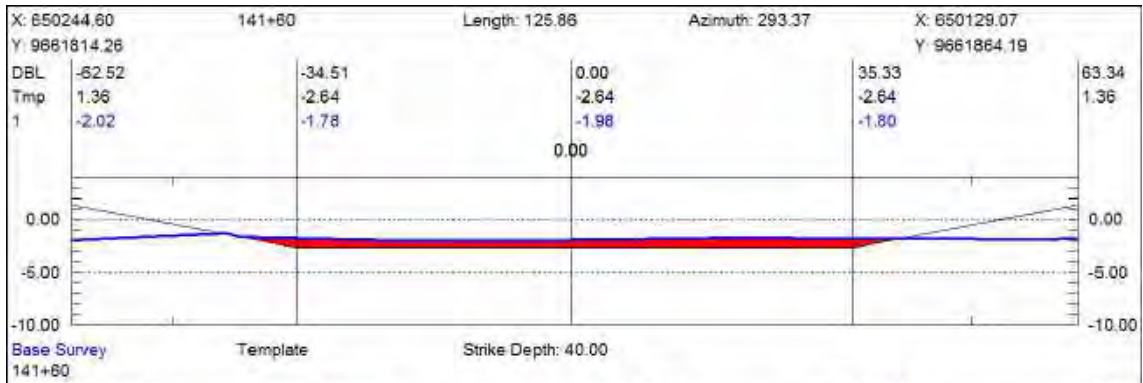 X: 650244.60 141+60 Length: 125.86 Azimuth: 293.37 X: 650129.07
Y: 9661814.26 Y: 9661864.19
DBL -62.52 -34.51 0.00 35.33 63.34
Tmp 1.36 -2.64 -2.64 -2.64 1.36
1 -2.02 -1.78 -1.98 -1.80
0.00
0.00 0.00
-5.00 -5.00
-10.00 -10.00
Base Survey Template Strike Depth: 40.00
141+60